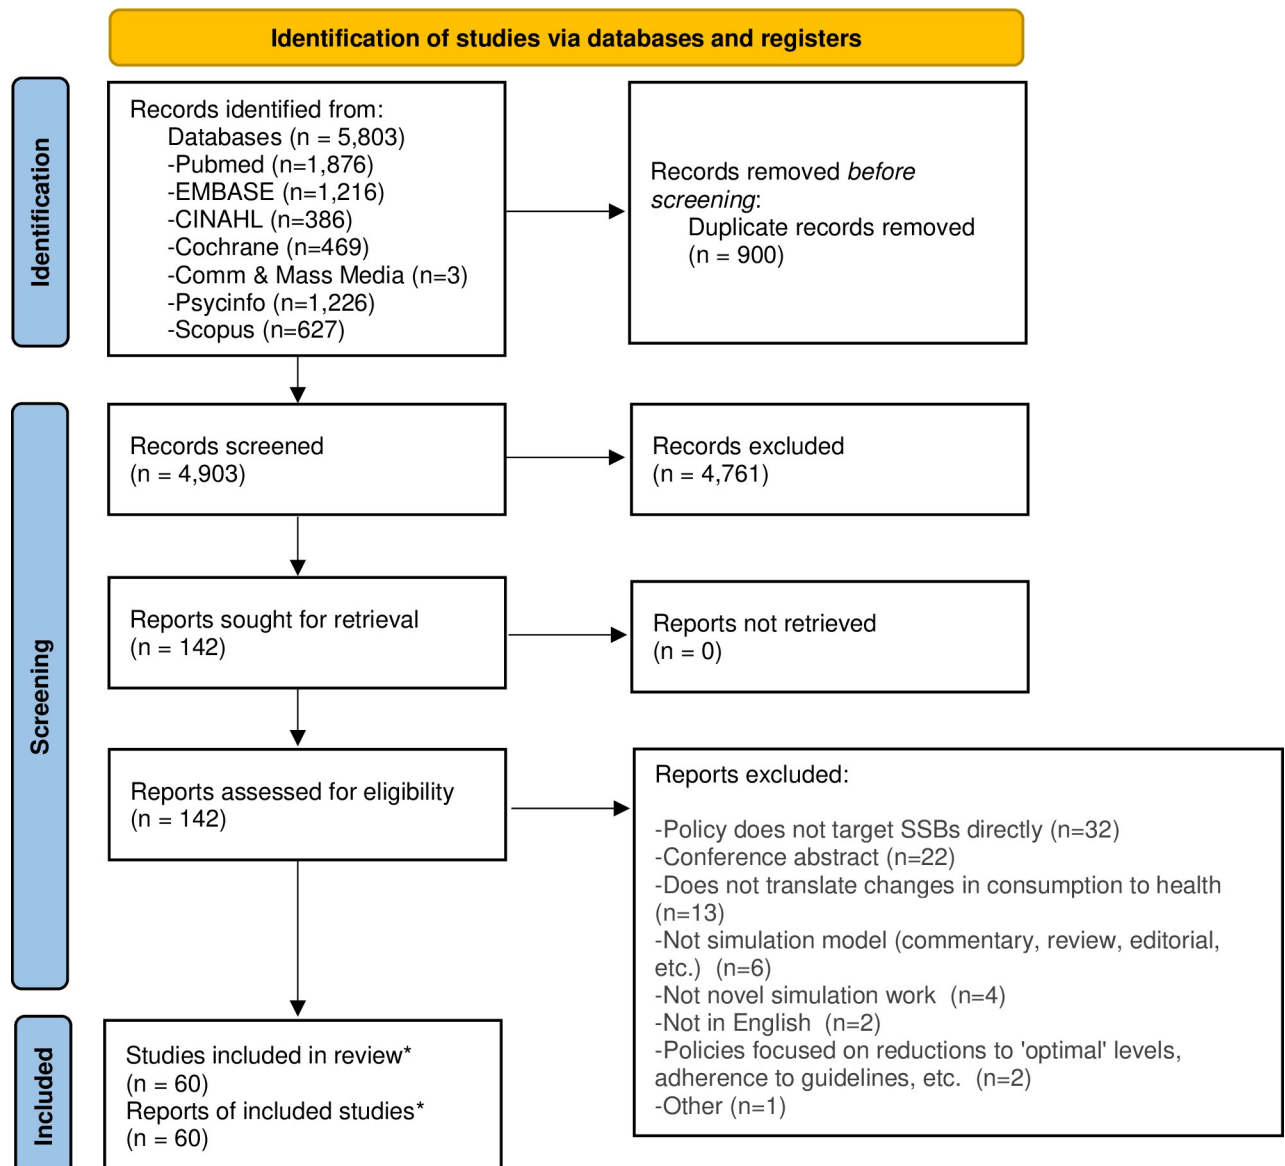 Identification of studies via databases and registers
Identification
Records identified from:
Databases (n = 5,803)
-Pubmed (n=1,876)
-EMBASE (n=1,216)
-CINAHL (n=386)
-Cochrane (n=469)
-Comm & Mass Media (n=3)
-Psycinfo (n=1,226)
-Scopus (n=627)
Records removed before
screening:
Duplicate records removed
(n = 900)
Screening
Records screened
(n = 4,903)
Records excluded
(n = 4,761)
Reports sought for retrieval
(n = 142)
Reports not retrieved
(n = 0)
Reports assessed for eligibility
(n = 142)
Reports excluded:
-Policy does not target SSBs directly (n=32)
-Conference abstract (n=22)
-Does not translate changes in consumption to health
(n=13)
-Not simulation model (commentary, review, editorial,
etc.)  (n=6)
-Not novel simulation work  (n=4)
-Not in English  (n=2)
-Policies focused on reductions to 'optimal' levels,
adherence to guidelines, etc.  (n=2)
-Other (n=1)
Included
Studies included in review*
(n = 60)
Reports of included studies*
(n = 60)